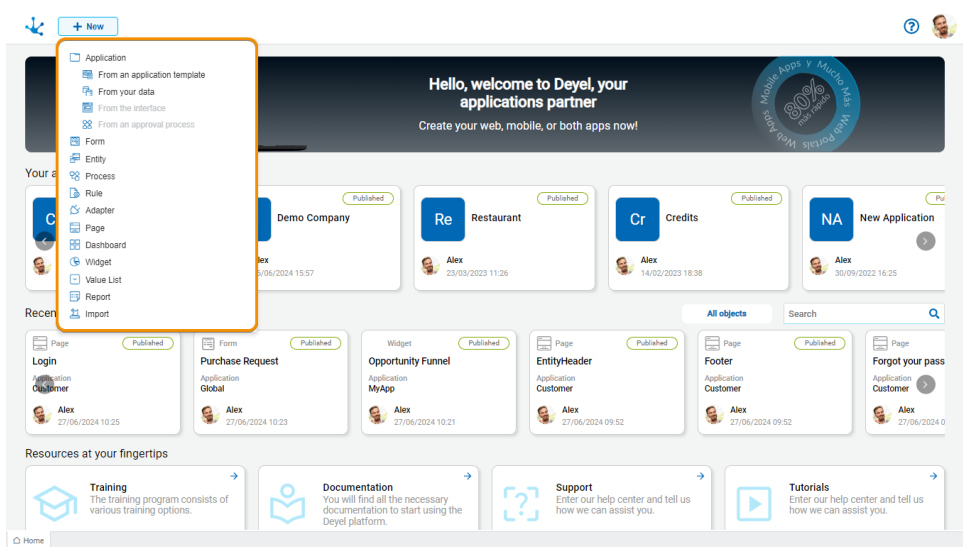 + New
?
Application
From an application template
From your data
From the interface
From an approval process
Form
Entity
Process
Rule
Adapter
Page
Dashboard
Widget
Value List
Report
Import
Hello, welcome to Deyel, your
applications partner
Create your web, mobile, or both apps now!
Mobile Apps y Mucho Más
Web Apps Web Portals
80%
más rápido
Your a
Published
Demo Company
lex
/06/2024 15:57
Published
Re
Restaurant
Alex
23/03/2023 11:26
Published
Cr
Credits
Alex
14/02/2023 18:38
NA
New Application
Alex
30/09/2022 16:25
Recen
All objects
Search
Page
Published
Login
Application
Customer
Alex
27/06/2024 10:25
Form
Published
Purchase Request
Application
Global
Alex
27/06/2024 10:23
Widget
Published
Opportunity Funnel
Application
MyApp
Alex
27/06/2024 10:21
Page
Published
EntityHeader
Application
Customer
Alex
27/06/2024 09:52
Page
Published
Footer
Application
Customer
Alex
27/06/2024 09:52
Page
Forgot your pass
Application
Customer
Alex
27/06/2024 0
Resources at your fingertips
Training
The training program consists of
various training options.
Documentation
You will find all the necessary
documentation to start using the
Deyel platform.
Support
Enter our help center and tell us
how we can assist you.
Tutorials
Enter our help center and tell us
how we can assist you.
Home